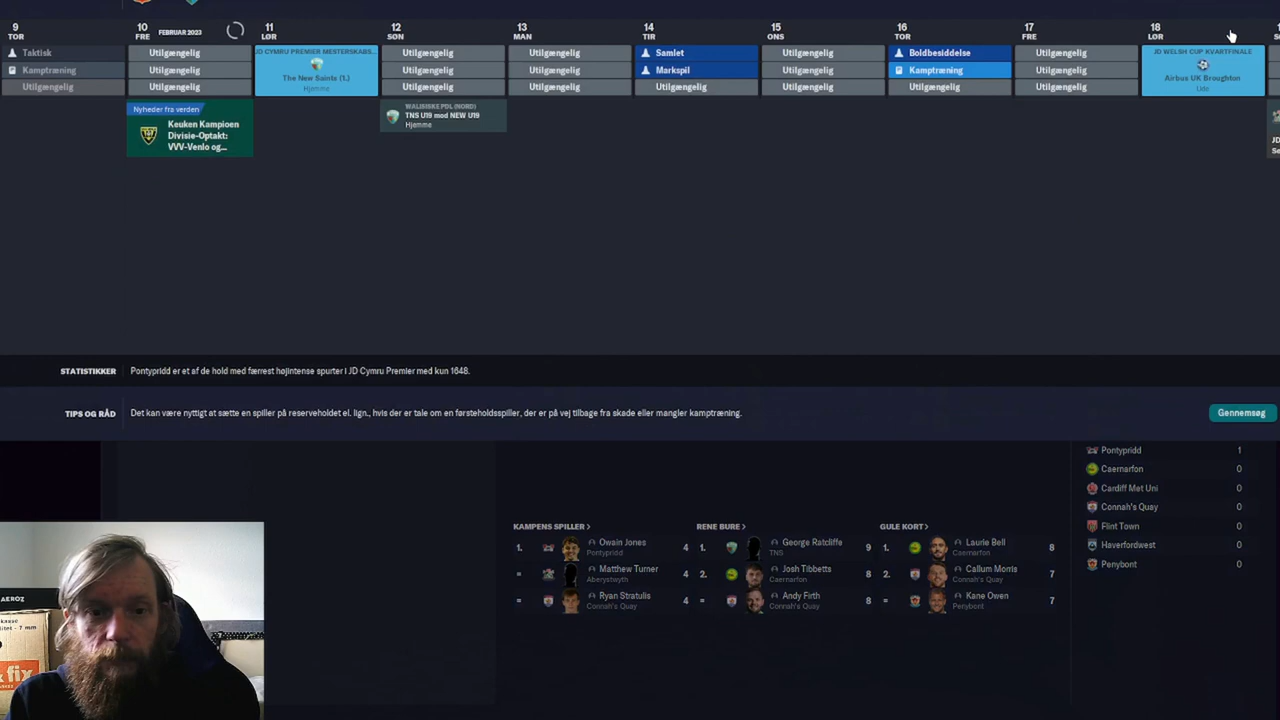 9
TOR
10
FRE
FEBRUAR 2023
11
LØR
12
SØN
13
MAN
14
TIR
15
ONS
16
TOR
17
FRE
18
LØR
Taktisk
Kamptræning
Utilgængelig
Utilgængelig
Utilgængelig
Utilgængelig
JD CYMRU PREMIER MESTERSKABS...
The New Saints (1.)
Hjemme
Utilgængelig
Utilgængelig
Utilgængelig
Utilgængelig
Utilgængelig
Utilgængelig
Samlet
Markspil
Utilgængelig
Utilgængelig
Utilgængelig
Utilgængelig
Boldbesiddelse
Kamptræning
Utilgængelig
Utilgængelig
Utilgængelig
Utilgængelig
JD WELSH CUP KVARTFINALE
Airbus UK Broughton
Ude
Nyheder fra verden
Keuken Kampioen
Divisie-Optakt:
VVV-Venlo og...
WALISISKE PDL (NORD)
TNS U19 mod NEW U19
Hjemme
JD
Se
STATISTIKKER
Pontypridd er et af de hold med færrest højintense spurter i JD Cymru Premier med kun 1648.
TIPS OG RÅD
Det kan være nyttigt at sætte en spiller på reserveholdet el. lign., hvis der er tale om en førsteholdsspiller, der er på vej tilbage fra skade eller mangler kamptræning.
Gennemsøg
KAMPENS SPILLER >
1. Owain Jones 4
Pontypridd
= Matthew Turner 4
Aberystwyth
= Ryan Stratulis 4
Connah's Quay
RENE BURE >
1. George Ratcliffe 9
TNS
2. Josh Tibbetts 8
Caernarfon
= Andy Firth 8
Connah's Quay
GULE KORT >
1. Laurie Bell 8
Caernarfon
2. Callum Morris 7
Connah's Quay
= Kane Owen 7
Penybont
Pontypridd 1
Caernarfon 0
Cardiff Met Uni 0
Connah's Quay 0
Flint Town 0
Haverfordwest 0
Penybont 0
AEROZ
fix